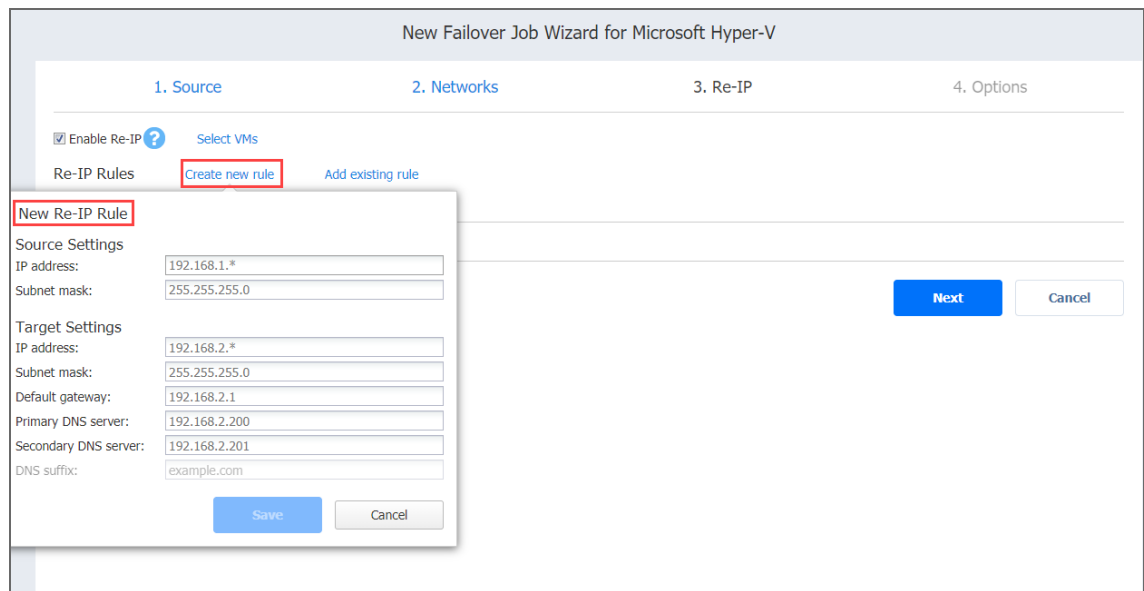 New Failover Job Wizard for Microsoft Hyper-V
1. Source 2. Networks 3. Re-IP 4. Options
Enable Re-IP ? Select VMs
Re-IP Rules Create new rule Add existing rule
New Re-IP Rule
Source Settings
IP address: 192.168.1.*
Subnet mask: 255.255.255.0
Next Cancel
Target Settings
IP address: 192.168.2.*
Subnet mask: 255.255.255.0
Default gateway: 192.168.2.1
Primary DNS server: 192.168.2.200
Secondary DNS server: 192.168.2.201
DNS suffix: example.com
Save Cancel